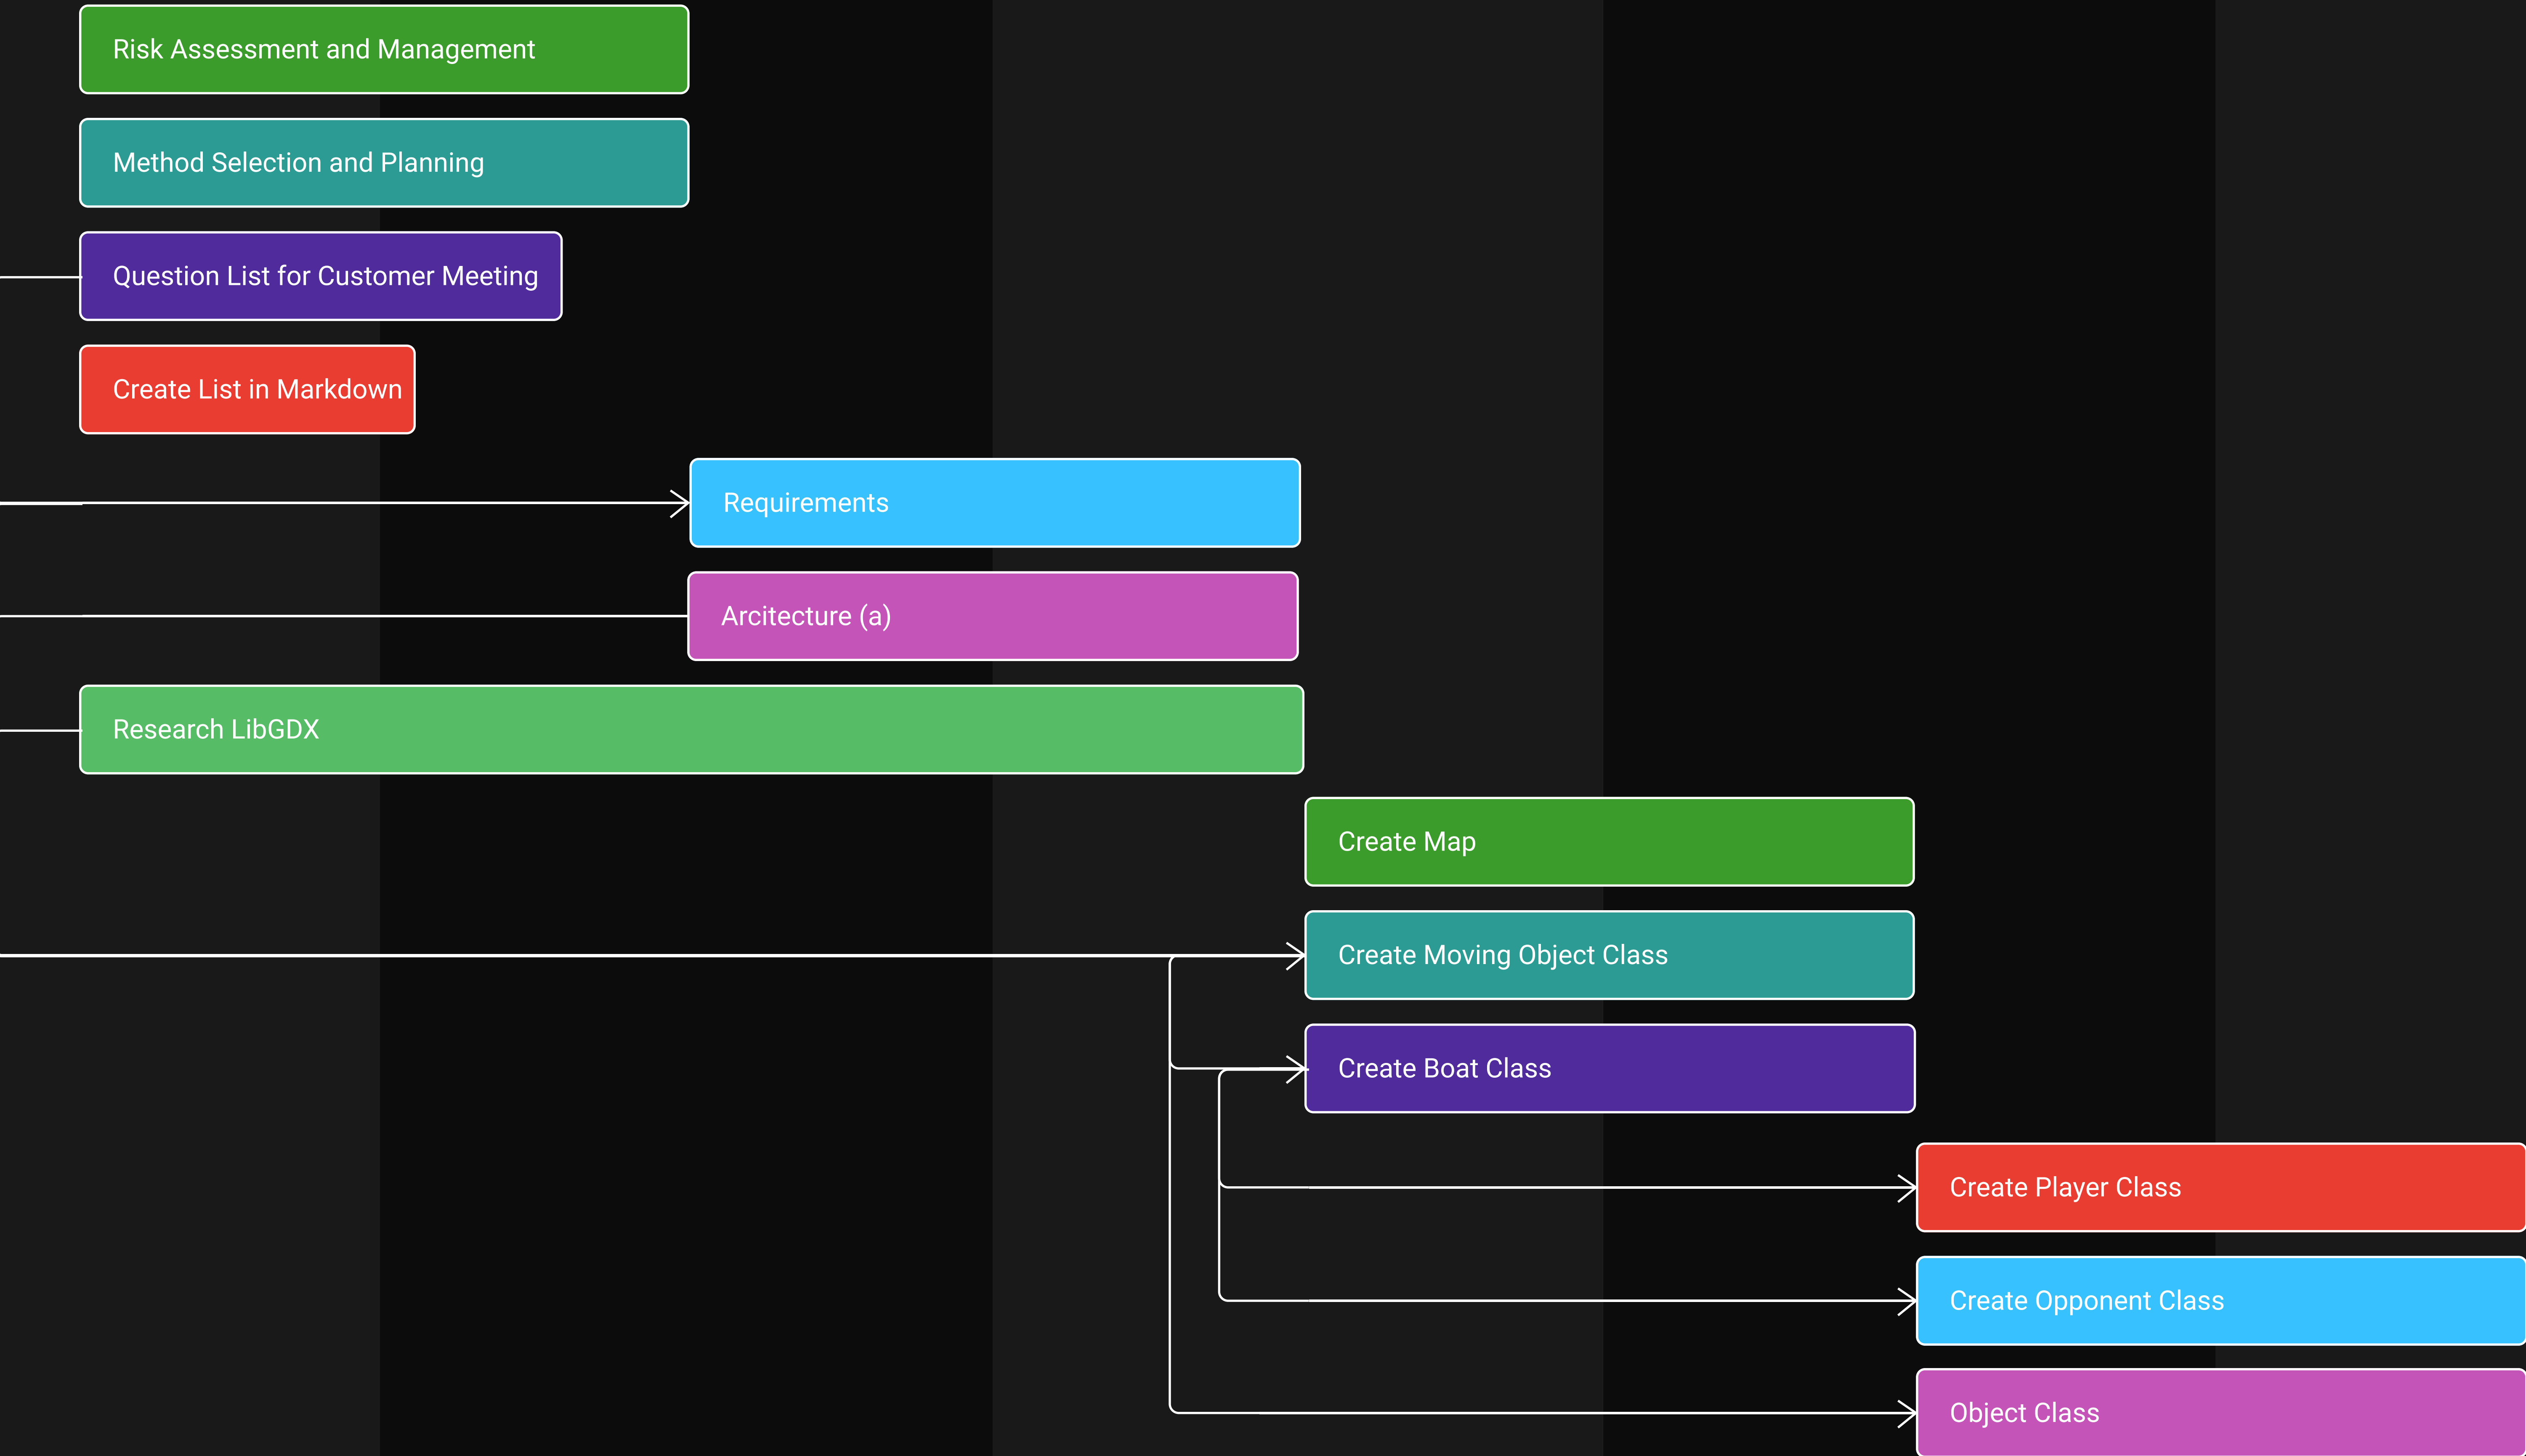 Risk Assessment and Management
Method Selection and Planning
Question List for Customer Meeting
Create List in Markdown
Requirements
Arcitecture (a)
Research LibGDX
Create Map
Create Moving Object Class
Create Boat Class
Create Player Class
Create Opponent Class
Object Class